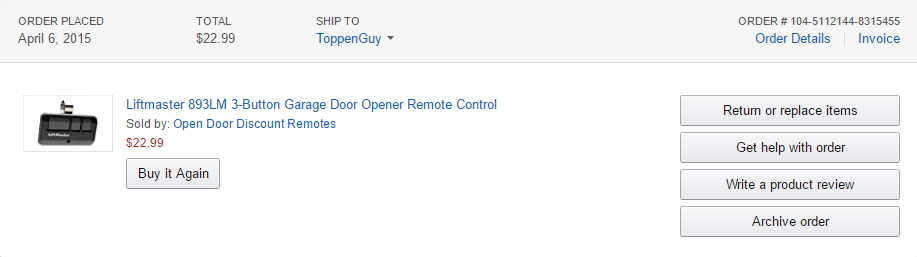 ORDER PLACED
April 6, 2015
TOTAL
$22.99
SHIP TO
ToppenGuy
ORDER # 104-5112144-8315455
Order Details
Invoice
Liftmaster 893LM 3-Button Garage Door Opener Remote Control
Sold by: Open Door Discount Remotes
$22.99
Buy it Again
Return or replace items
Get help with order
Write a product review
Archive order
LiftMaster